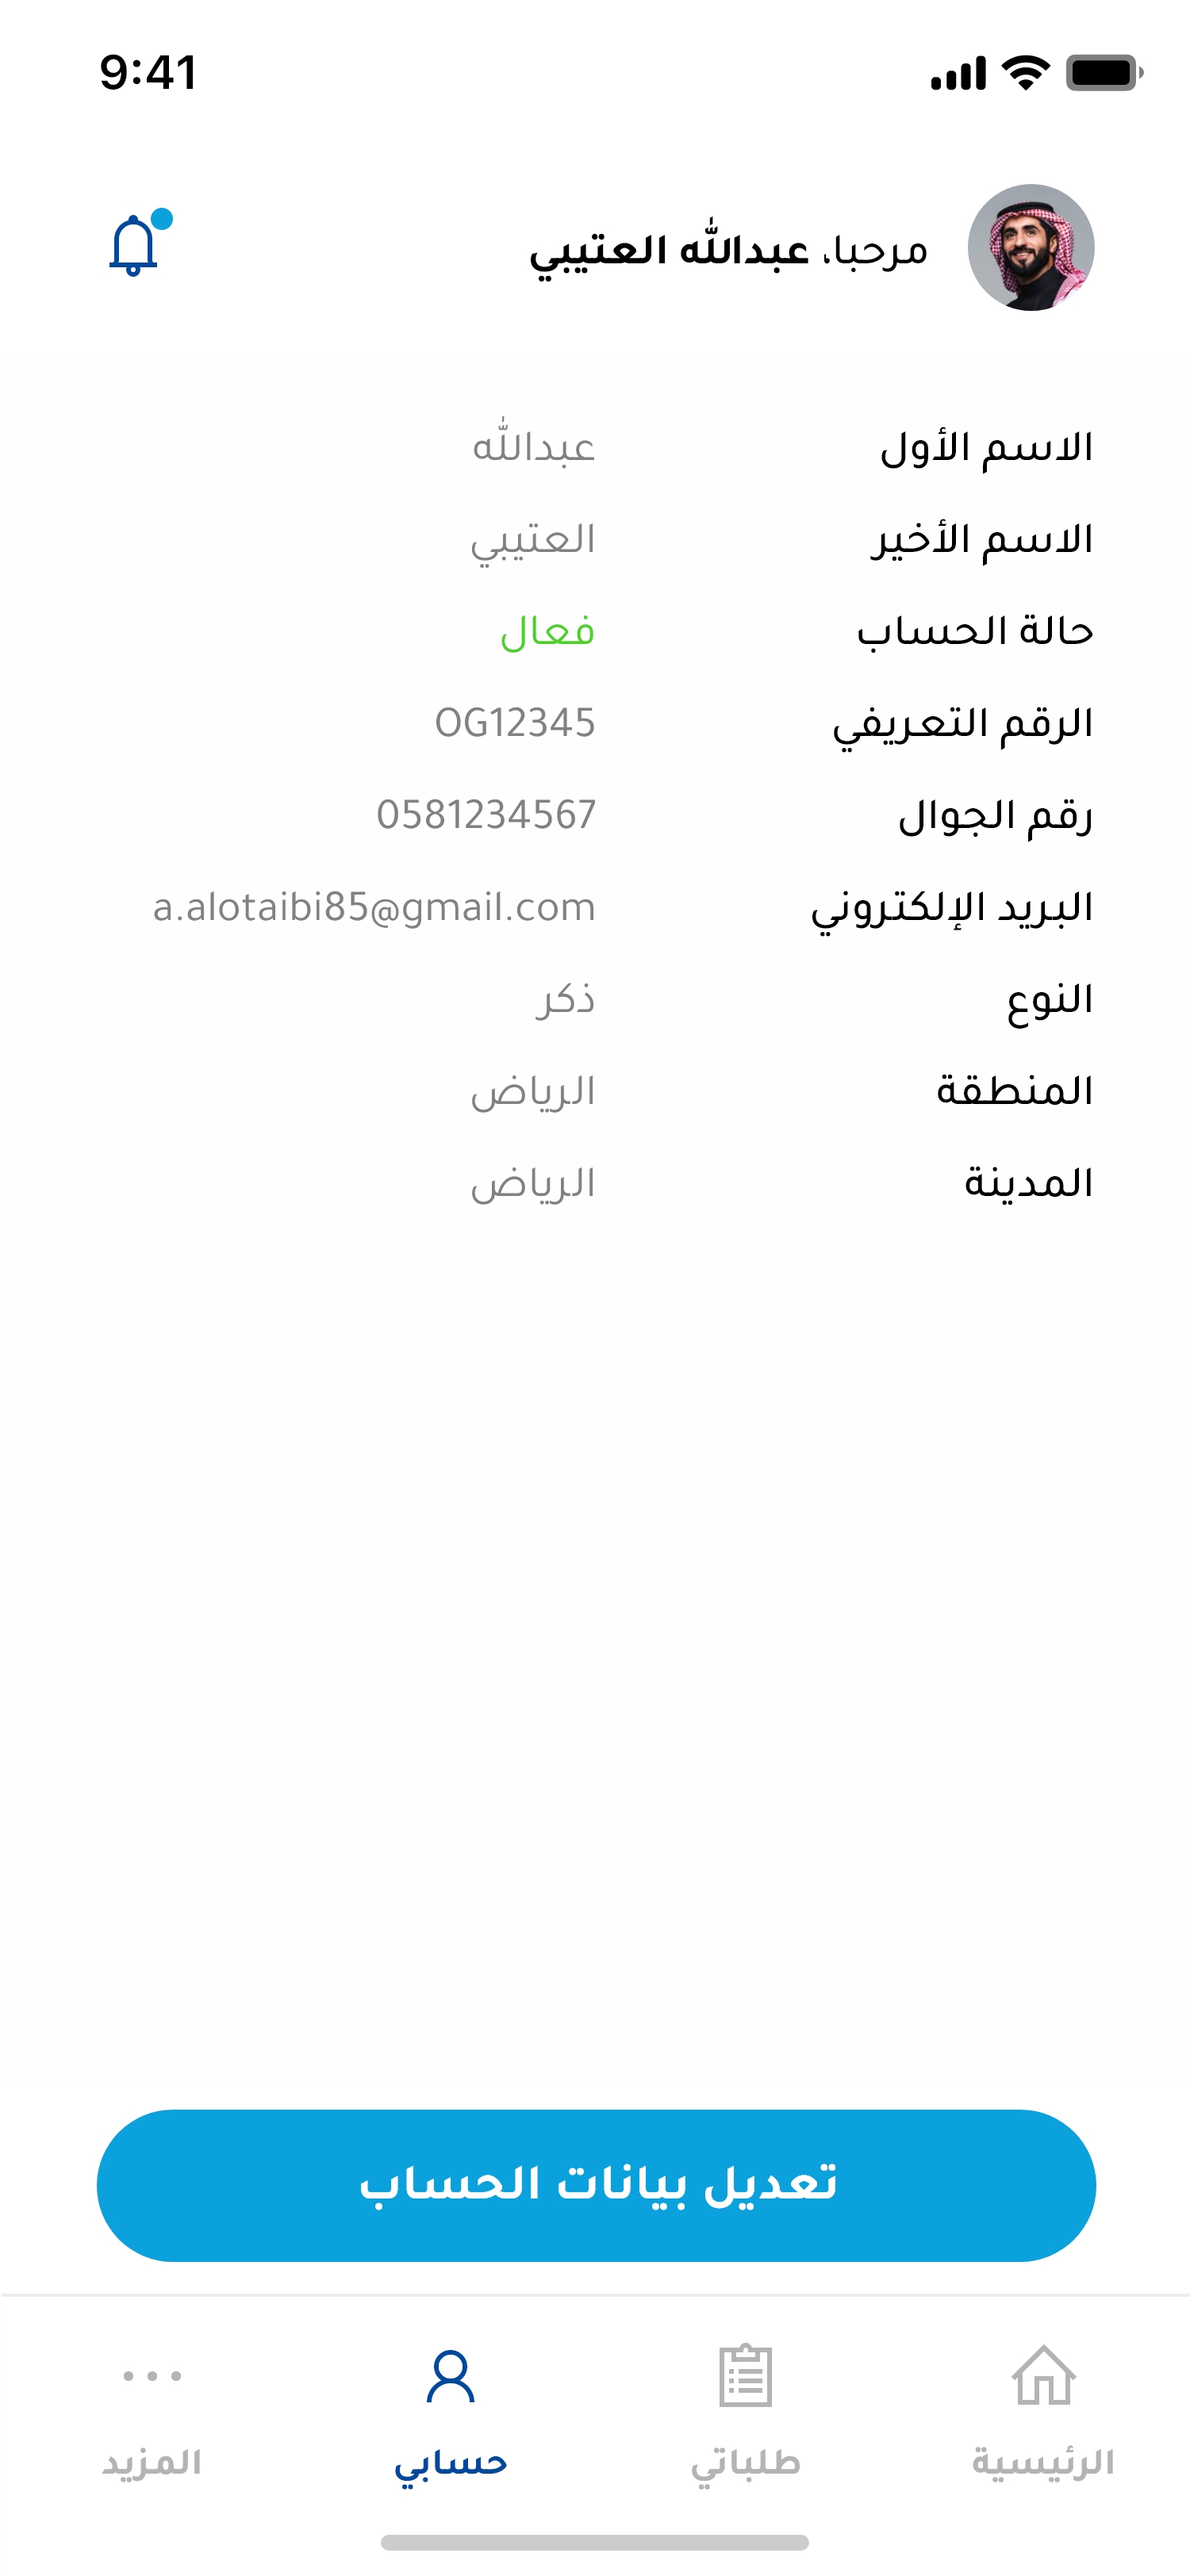 9:41
مرحبا، عبدالله العتيبي
الاسم الأول عبدالله
الاسم الأخير العتيبي
حالة الحساب فعال
الرقم التعريفي OG12345
رقم الجوال 0581234567
البريد الإلكتروني a.alotaibi85@gmail.com
النوع ذكر
المنطقة الرياض
المدينة الرياض
تعديل بيانات الحساب
الرئيسية طلباتي حسابي المزيد